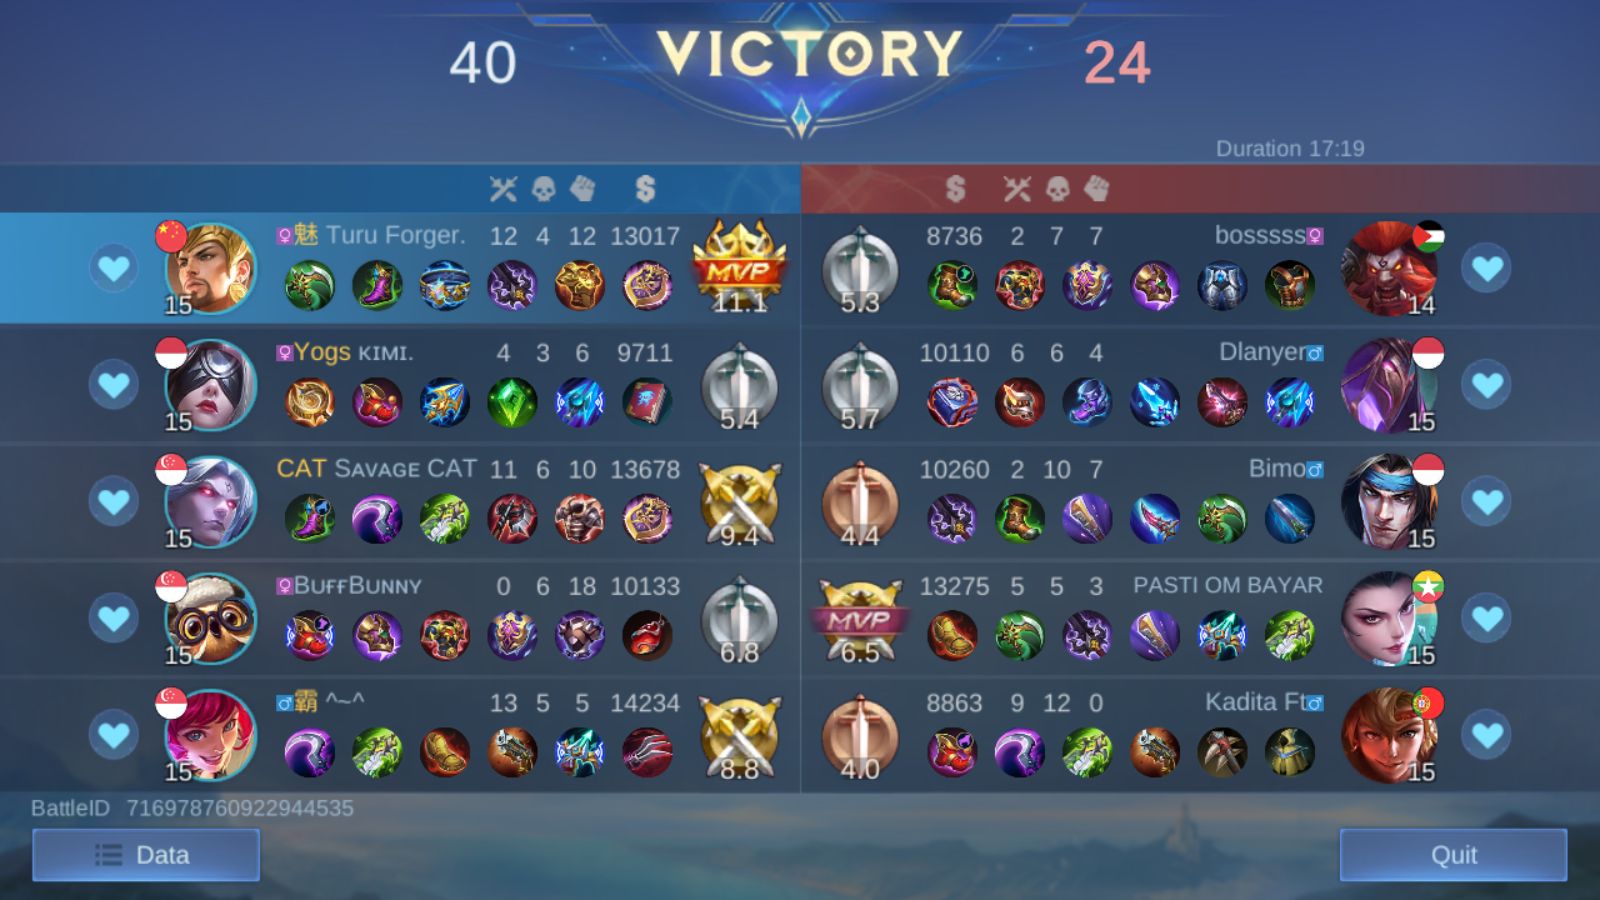 40 VICTORY 24
Duration 17:19
魅 Turu Forger. 12 4 12 13017 MVP 11.1 15
5.3 8736 2 7 7 bosssss 14
Yogs KIMI. 4 3 6 9711 5.4 15
5.7 10110 6 6 4 Dlanyer 15
CAT SAVAGE CAT 11 6 10 13678 9.4 15
4.4 10260 2 10 7 Bimo 15
BUFFBUNNY 0 6 18 10133 6.8 15
MVP 6.5 13275 5 5 3 PASTI OM BAYAR 15
霸 ^~^ 13 5 5 14234 8.8 15
4.0 8863 9 12 0 Kadita Ft 15
BattleID 716978760922944535
Data
Quit